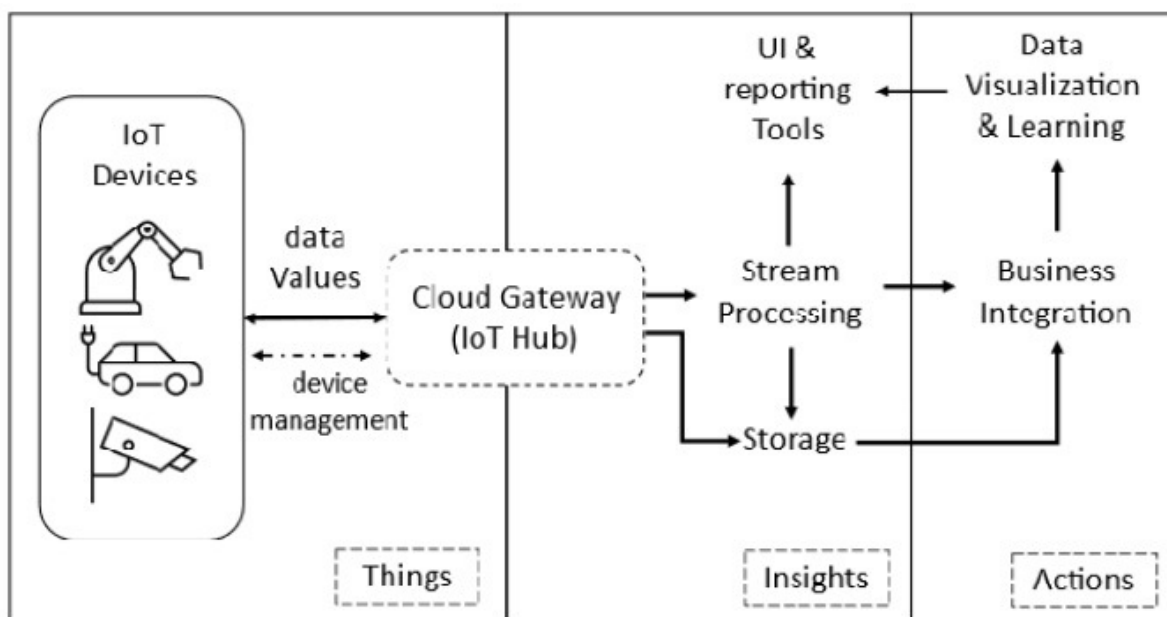 IoT
Devices
data
Values
device
management
Cloud Gateway
(IoT Hub)
Things
UI &
reporting
Tools
Stream
Processing
Storage
Insights
Data
Visualization
& Learning
Business
Integration
Actions